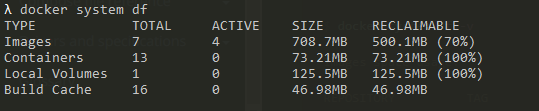 λ docker system df
TYPE TOTAL ACTIVE SIZE RECLAIMABLE
Images 7 4 708.7MB 500.1MB (70%)
Containers 13 0 73.21MB 73.21MB (100%)
Local Volumes 1 0 125.5MB 125.5MB (100%)
Build Cache 16 0 46.98MB 46.98MB